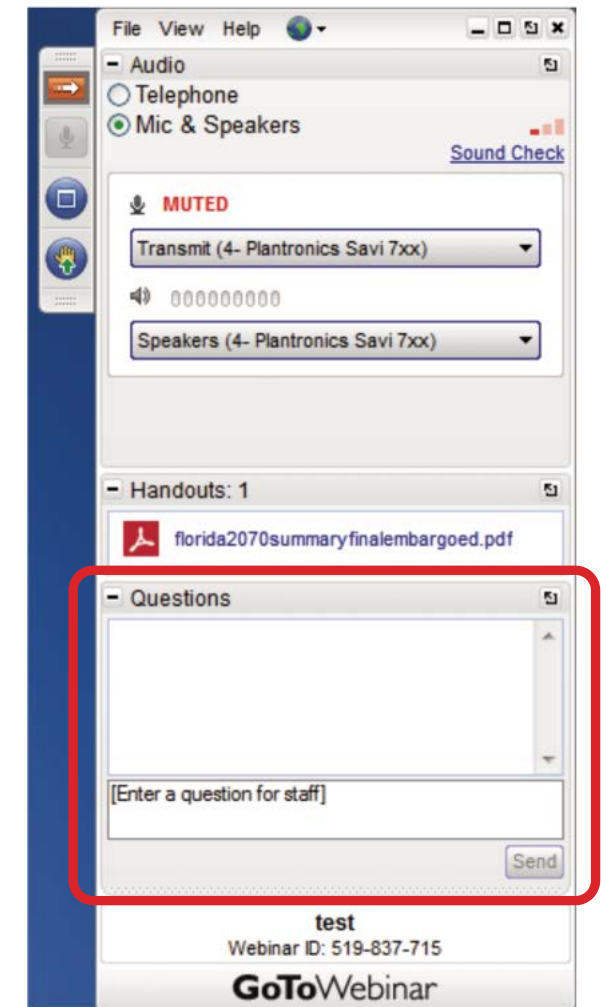 File View Help
Audio
Telephone
Mic & Speakers
Sound Check
MUTED
Transmit (4- Plantronics Savi 7xx)
000000000
Speakers (4- Plantronics Savi 7xx)
Handouts: 1
florida2070summaryfinalembargoed.pdf
Questions
[Enter a question for staff]
Send
test
Webinar ID: 519-837-715
GoToWebinar